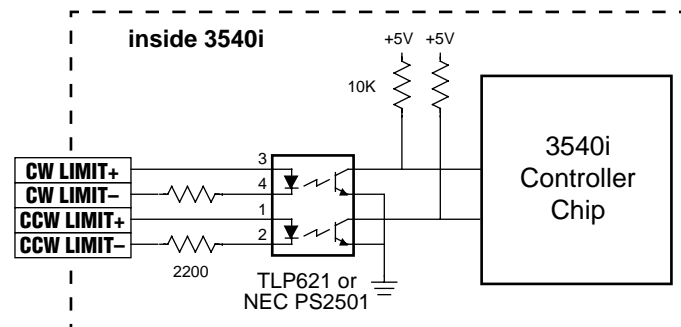 inside 3540i
+5V +5V
10K
3540i
Controller
Chip
CW LIMIT+
CW LIMIT–
CCW LIMIT+
CCW LIMIT–
3
4
1
2
2200
TLP621 or
NEC PS2501